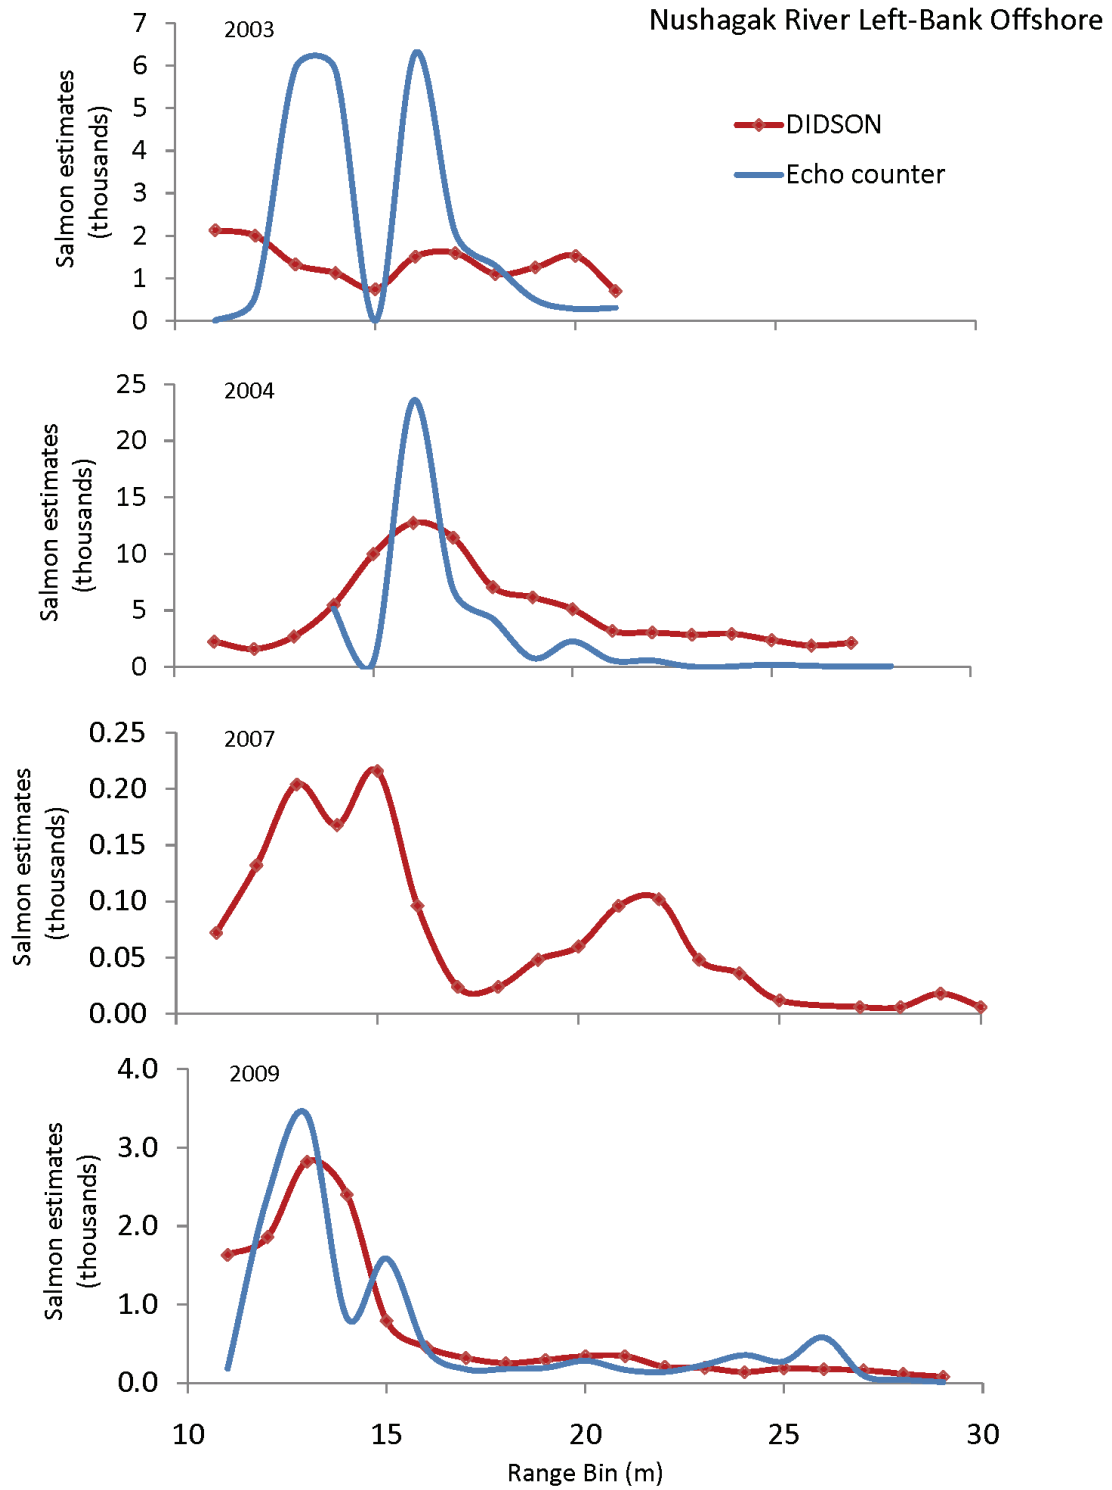 Nushagak River Left-Bank Offshore
2003
DIDSON
Echo counter
Salmon estimates
(thousands)
7
6
5
4
3
2
1
0
2004
Salmon estimates
(thousands)
25
20
15
10
5
0
2007
Salmon estimates
(thousands)
0.25
0.20
0.15
0.10
0.05
0.00
2009
Salmon estimates
(thousands)
4.0
3.0
2.0
1.0
0.0
10 15 20 25 30
Range Bin (m)